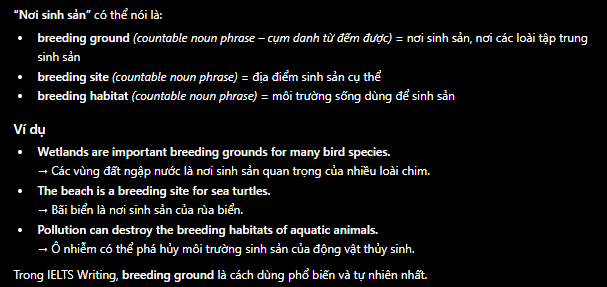 “Nơi sinh sản” có thể nói là:
• breeding ground (countable noun phrase – cụm danh từ đếm được) = nơi sinh sản, nơi các loài tập trung
sinh sản
• breeding site (countable noun phrase) = địa điểm sinh sản cụ thể
• breeding habitat (countable noun phrase) = môi trường sống dùng để sinh sản
Ví dụ
• Wetlands are important breeding grounds for many bird species.
→ Các vùng đất ngập nước là nơi sinh sản quan trọng của nhiều loài chim.
• The beach is a breeding site for sea turtles.
→ Bãi biển là nơi sinh sản của rùa biển.
• Pollution can destroy the breeding habitats of aquatic animals.
→ Ô nhiễm có thể phá hủy môi trường sinh sản của động vật thủy sinh.
Trong IELTS Writing, breeding ground là cách dùng phổ biến và tự nhiên nhất.